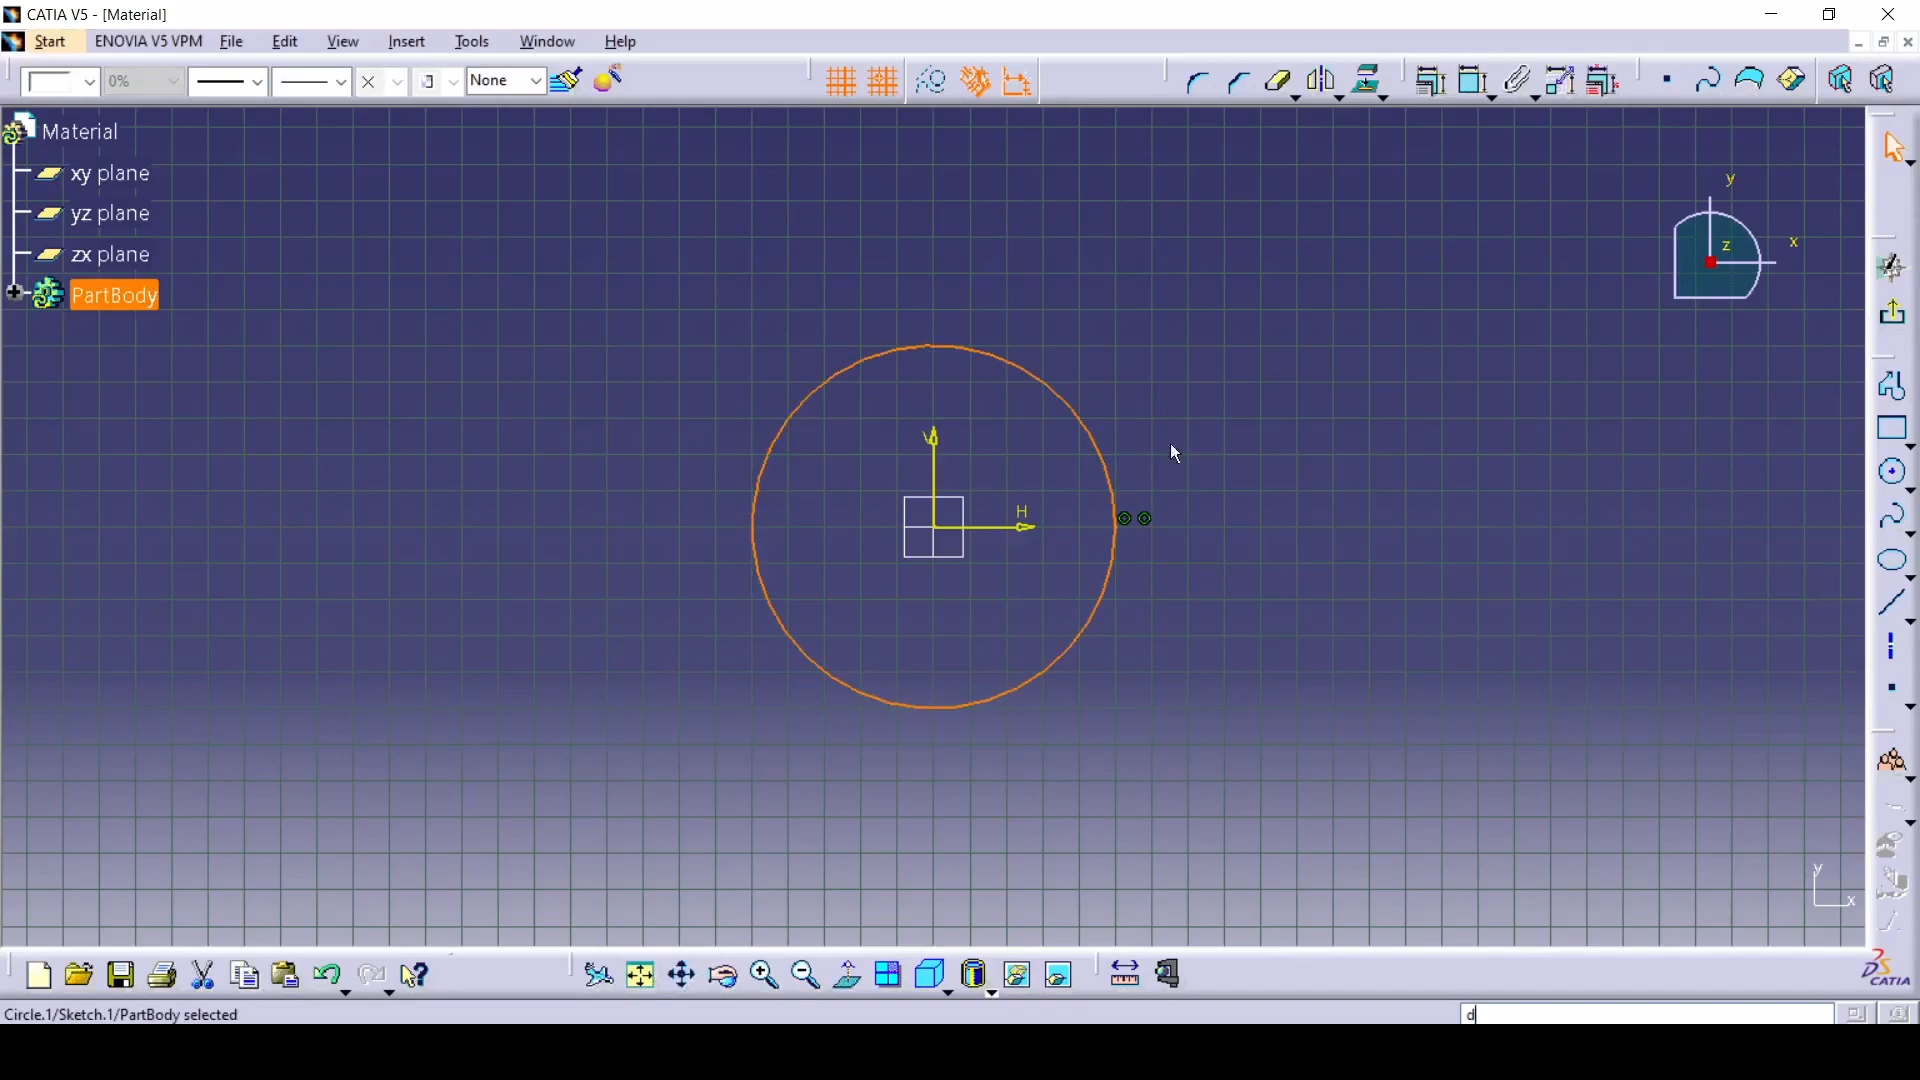 CATIA V5 - [Material]
Start ENOVIA V5 VPM File Edit View Insert Tools Window Help
0% None
Material
xy plane
yz plane
zx plane
PartBody
y
z x
V
H
y
x
DS CATIA
Circle.1/Sketch.1/PartBody selected
d